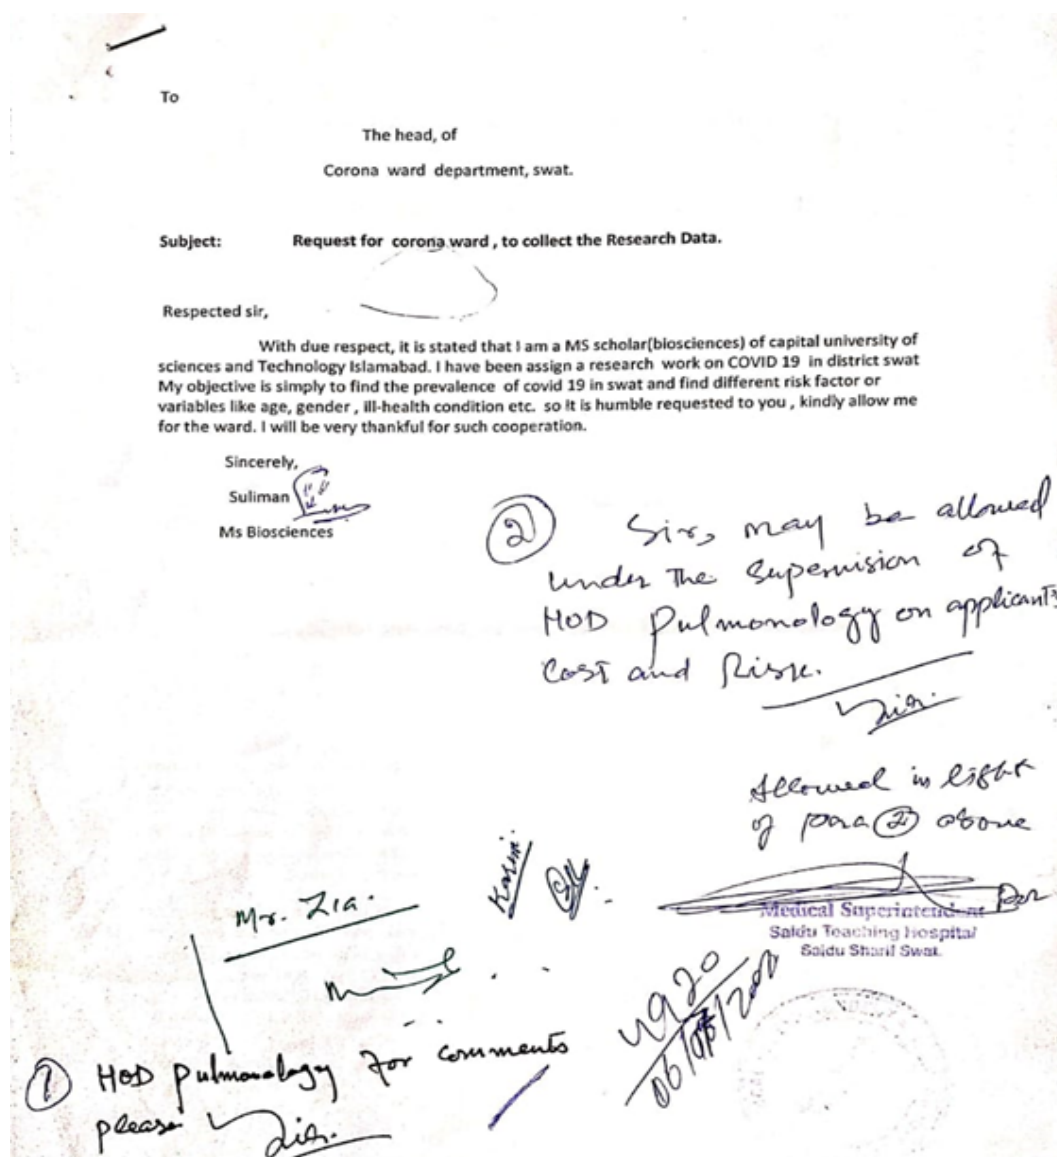 To
The head, of
Corona ward department, swat.
Subject: Request for corona ward , to collect the Research Data.
Respected sir,
With due respect, it is stated that I am a MS scholar(biosciences) of capital university of
sciences and Technology Islamabad. I have been assign a research work on COVID 19 in district swat
My objective is simply to find the prevalence of covid 19 in swat and find different risk factor or
variables like age, gender , ill-health condition etc. so it is humble requested to you , kindly allow me
for the ward. I will be very thankful for such cooperation.
Sincerely,
Suliman
Ms Biosciences
2 Sir, may be allowed
under the supervision of
HOD Pulmonology on applicant's
Cost and Risk.
Zia.
Allowed in light
of para 2 above
Medical Superintendent
Saidu Teaching Hospital
Saidu Sharif Swat.
Mr. Zia.
4920
1 HOD pulmonology for comments
please
Zia.